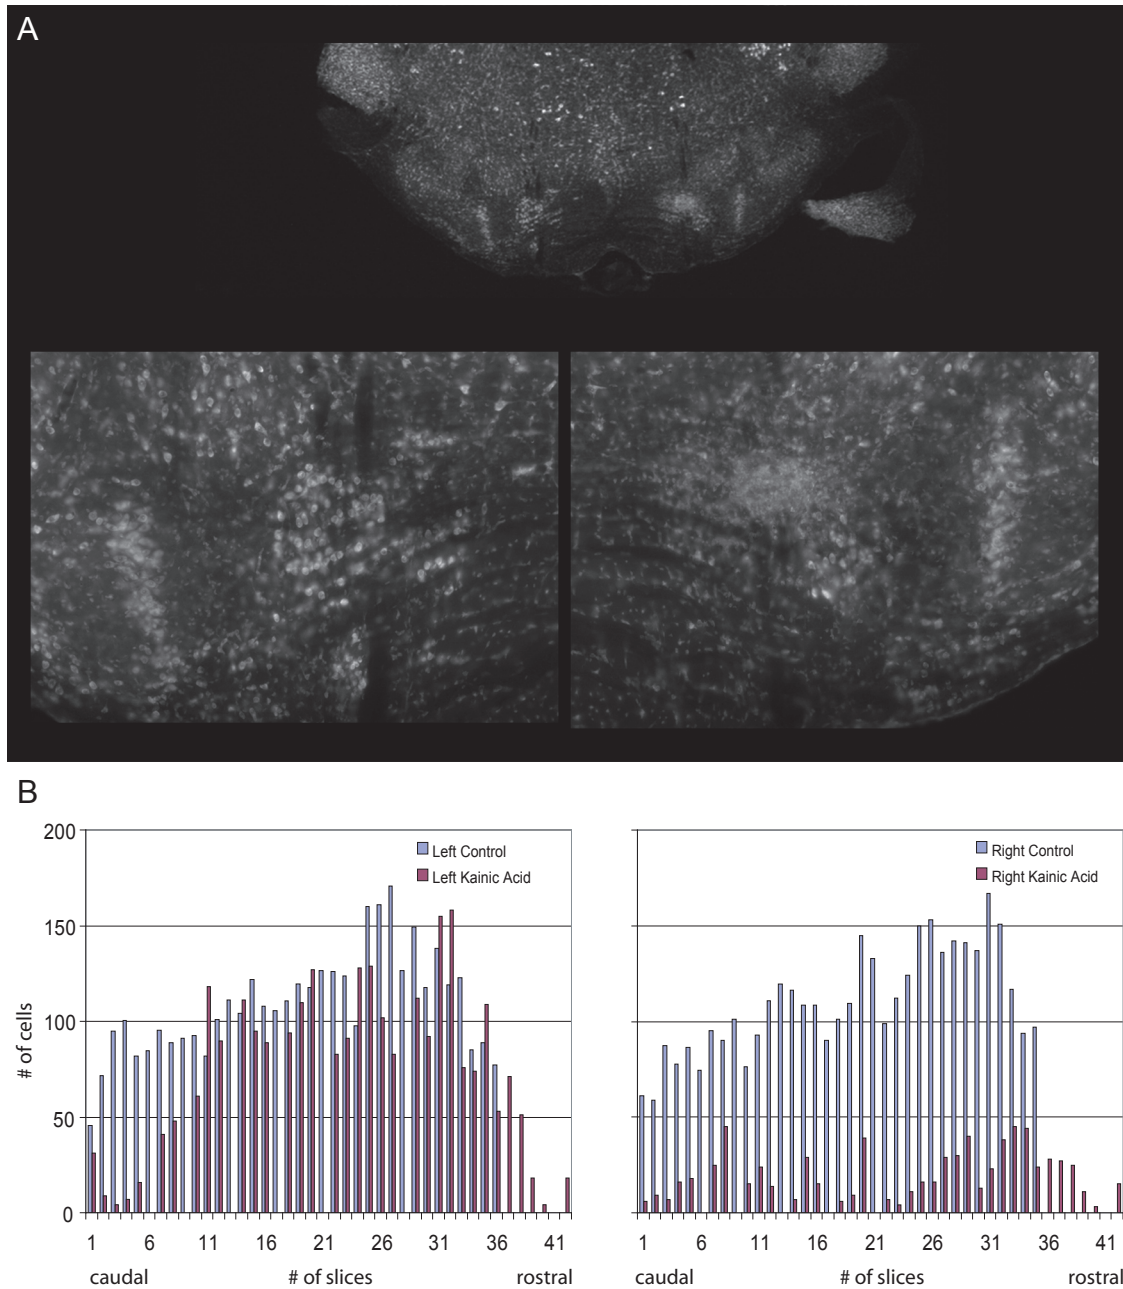 A
B
200
150
100
50
0
# of cells
Left Control
Left Kainic Acid
1 6 11 16 21 26 31 36 41
caudal # of slices rostral
Right Control
Right Kainic Acid
1 6 11 16 21 26 31 36 41
caudal # of slices rostral